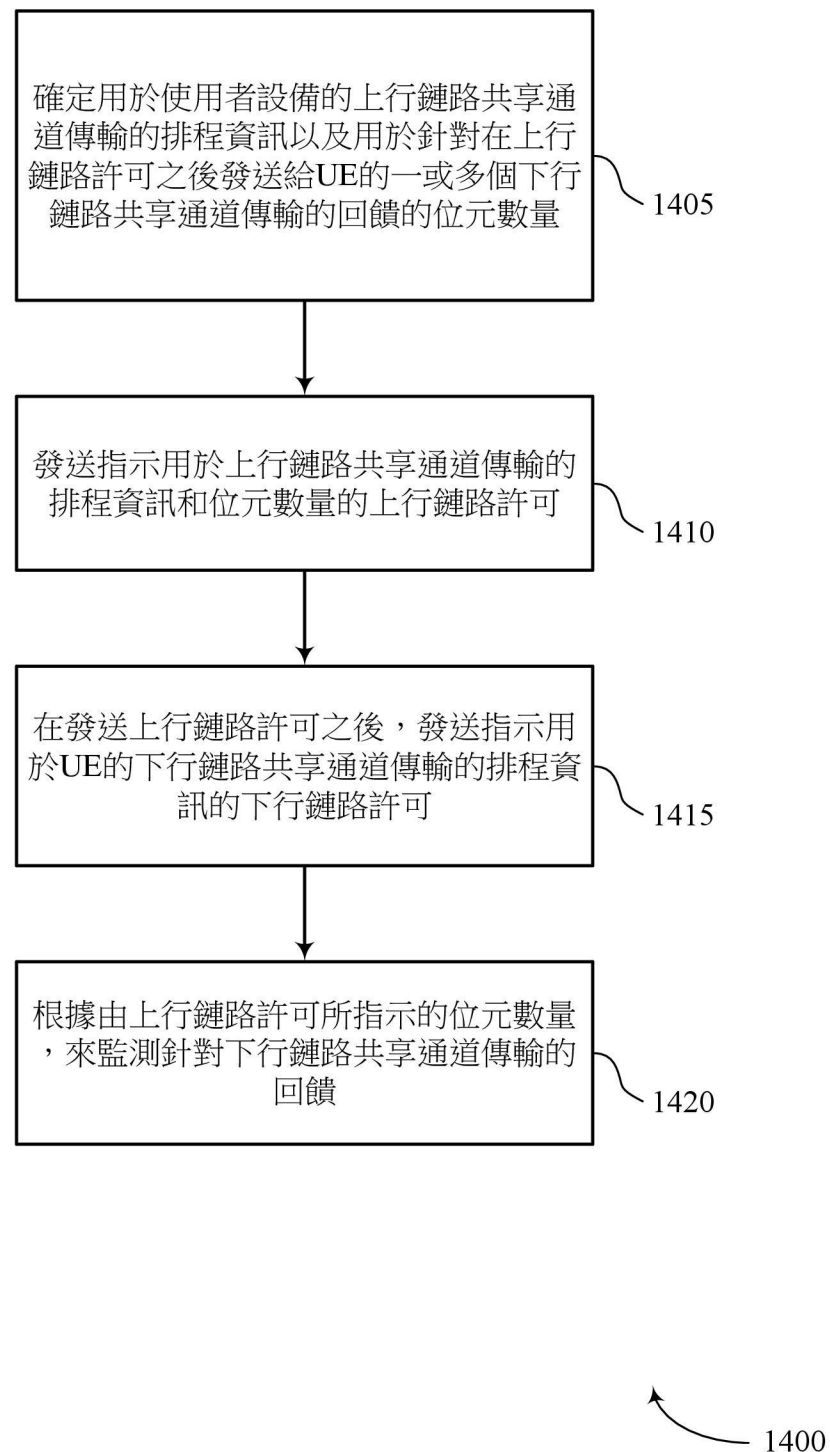 確定用於使用者設備的上行鏈路共享通
道傳輸的排程資訊以及用於針對在上行
鏈路許可之後發送給UE的一或多個下行
鏈路共享通道傳輸的回饋的位元數量
1405
發送指示用於上行鏈路共享通道傳輸的
排程資訊和位元數量的上行鏈路許可
1410
在發送上行鏈路許可之後，發送指示用
於UE的下行鏈路共享通道傳輸的排程資
訊的下行鏈路許可
1415
根據由上行鏈路許可所指示的位元數量
，來監測針對下行鏈路共享通道傳輸的
回饋
1420
1400